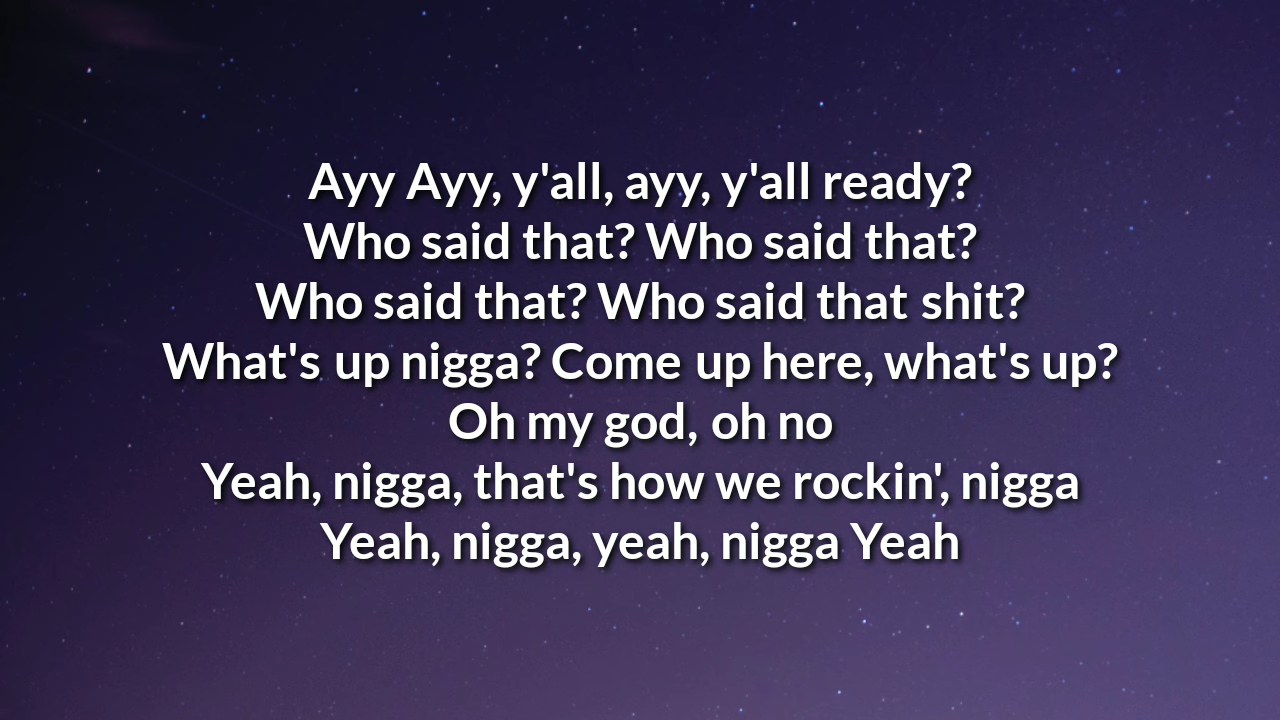 Ayy Ayy, y'all, ayy, y'all ready?
Who said that? Who said that?
Who said that? Who said that shit?
What's up nigga? Come up here, what's up?
Oh my god, oh no
Yeah, nigga, that's how we rockin', nigga
Yeah, nigga, yeah, nigga Yeah